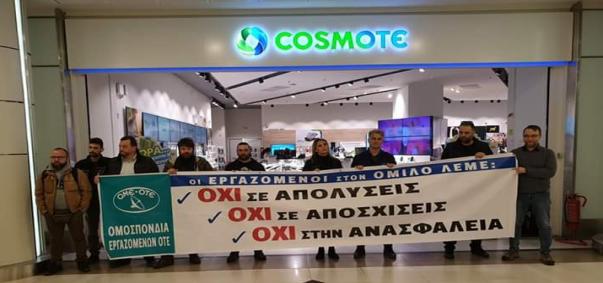 COSMOTE
ΟΜΕ-ΟΤΕ
ΟΜΟΣΠΟΝΔΙΑ
ΕΡΓΑΖΟΜΕΝΩΝ ΟΤΕ
ΟΙ ΕΡΓΑΖΟΜΕΝΟΙ ΣΤΟΝ ΟΜΙΛΟ ΛΕΜΕ:
✓ ΟΧΙ ΣΕ ΑΠΟΛΥΣΕΙΣ
✓ ΟΧΙ ΣΕ ΑΠΟΣΧΙΣΕΙΣ
✓ ΟΧΙ ΣΤΗΝ ΑΝΑΣΦΑΛΕΙΑ